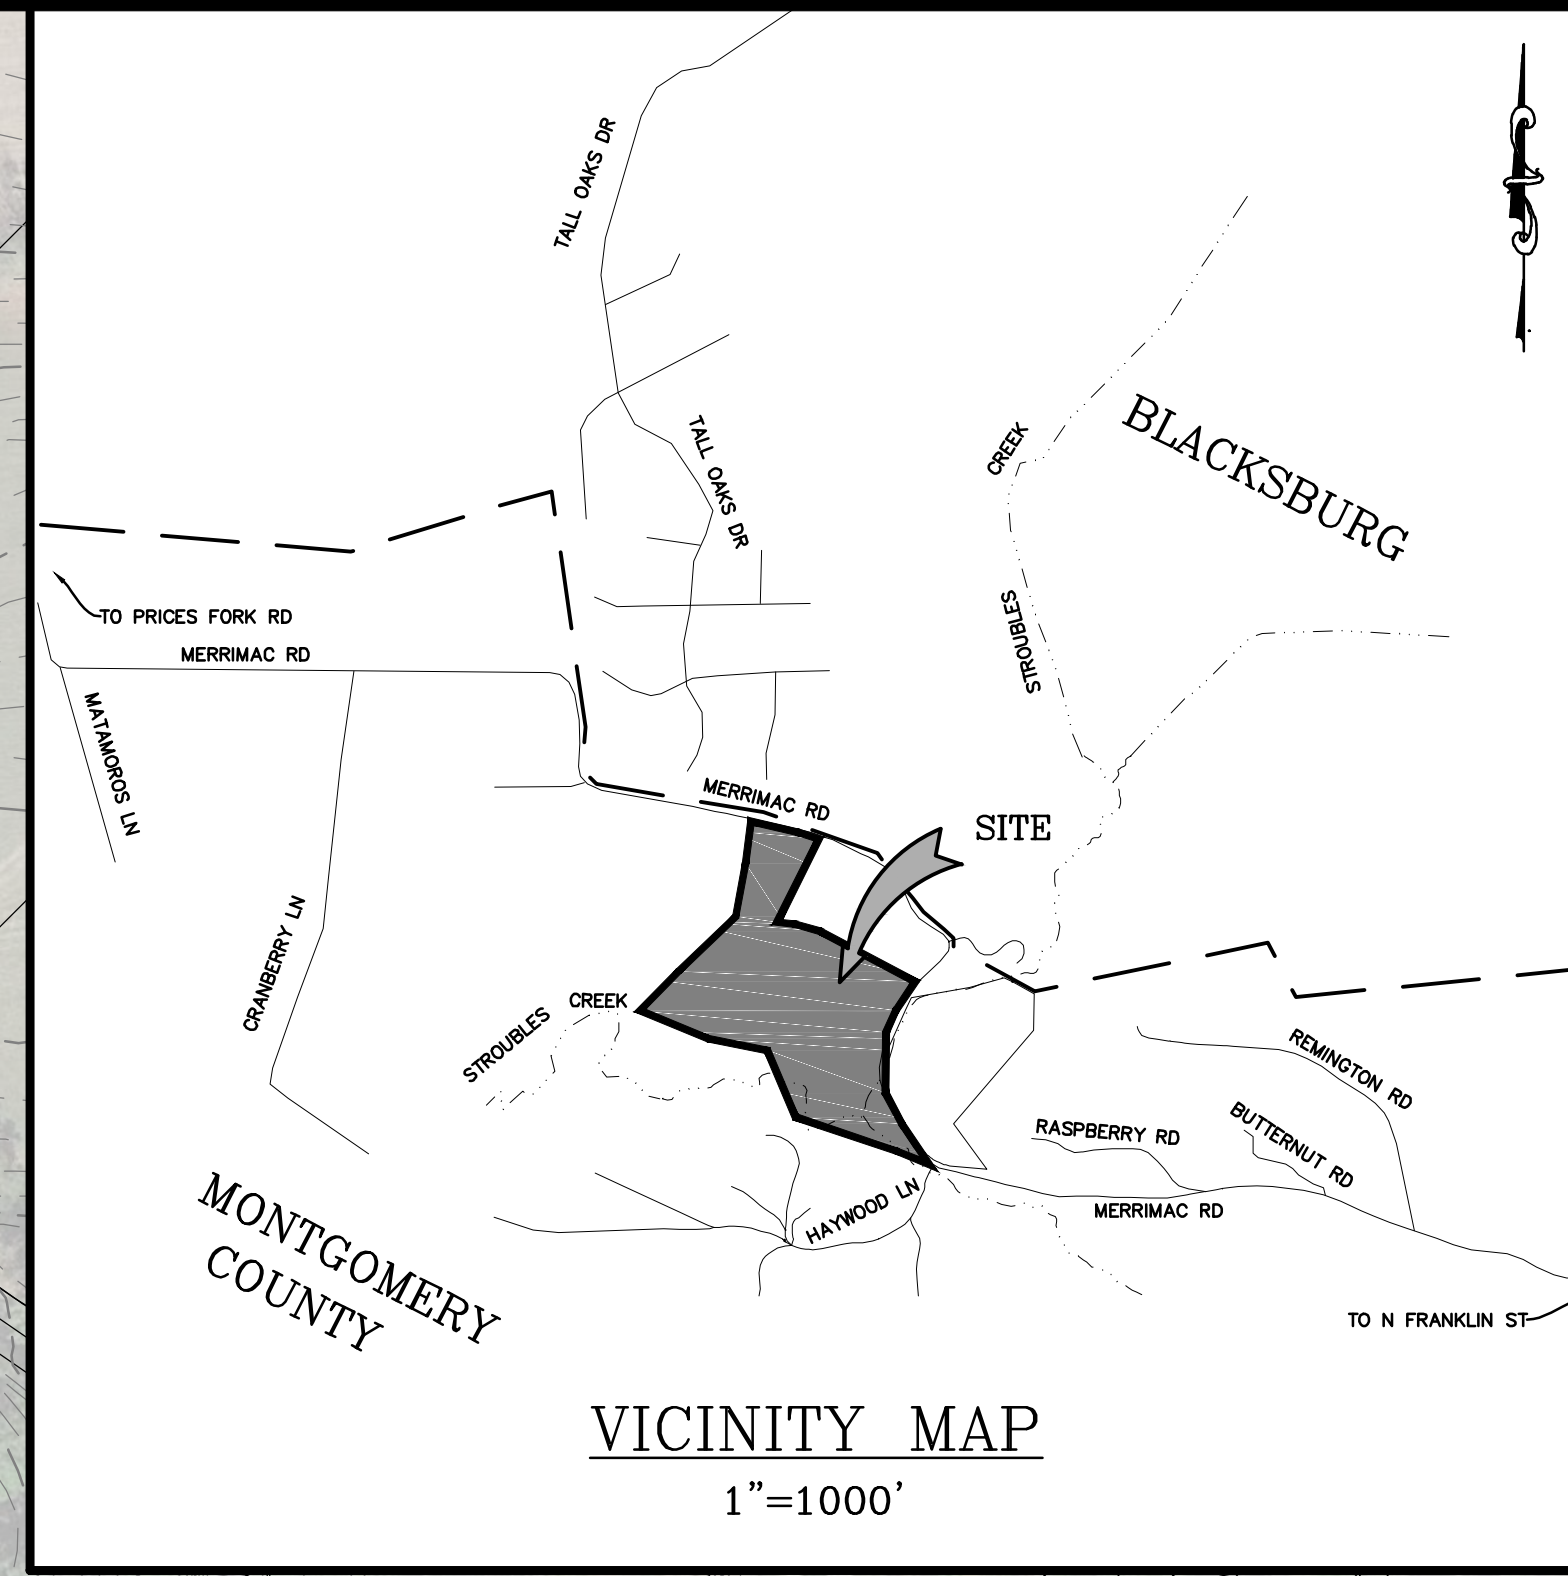 TALL OAKS DR
TALL OAKS DR
CREEK
BLACKSBURG
STROUBLES
TO PRICES FORK RD
MERRIMAC RD
MATAMOROS LN
MERRIMAC RD
SITE
CRANBERRY LN
CREEK
STROUBLES
REMINGTON RD
BUTTERNUT RD
RASPBERRY RD
HAYWOOD LN
MERRIMAC RD
MONTGOMERY
COUNTY
TO N FRANKLIN ST
VICINITY MAP
1"=1000'